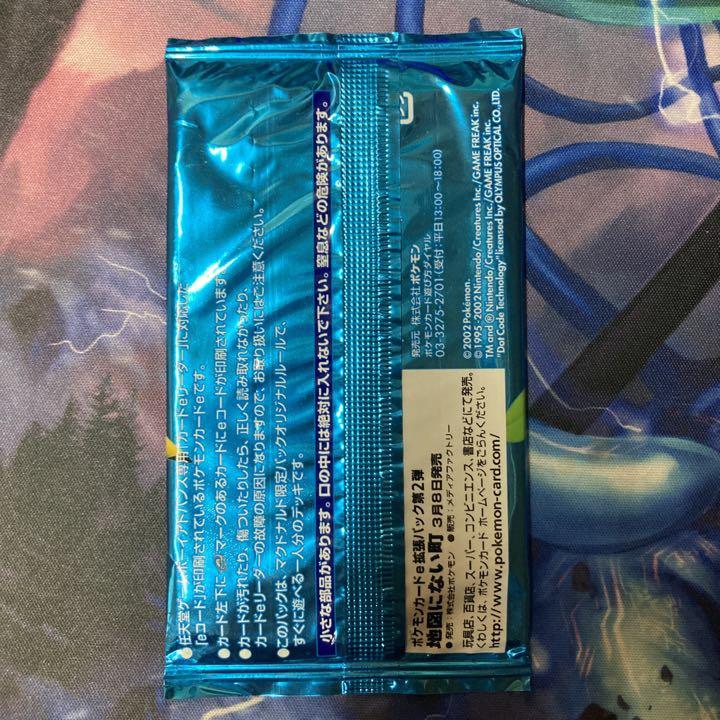 ●任天堂ゲームボーイアドバンス専用「カードeリーダー」に対応した
「eコード」が印刷されているポケモンカードeです。
●カード左下に マークのあるカードにeコードが印刷されています。
●カードが汚れたり、傷ついたりしたら、正しく読み取れなかったり、
カードeリーダーの故障の原因になりますので、お取り扱いにはご注意ください。
●このパックは、マクドナルド限定パックオリジナルルールで、
すぐに遊べる一人分のデッキです。
小さな部品があります。口の中には絶対に入れないで下さい。窒息などの危険があります。
発売元 株式会社ポケモン
ポケモンカード遊び方ダイヤル
03-3275-2701(受付:平日13:00~18:00)
©2002 Pokémon.
©1995-2002 Nintendo/Creatures Inc./GAME FREAK inc.
TM and ® Nintendo/Creatures Inc./GAME FREAK inc.
"Dot Code Technology" licensed by OLYMPUS OPTICAL CO.,LTD.
ポケモンカードe拡張パック第2弾
地図にない町 3月8日発売
●発売:株式会社ポケモン ●販売:メディアファクトリー
玩具店、百貨店、スーパー、コンビニエンス、書店などにて発売。
くわしくは、ポケモンカード ホームページをごらんください。
http://www.pokemon-card.com/